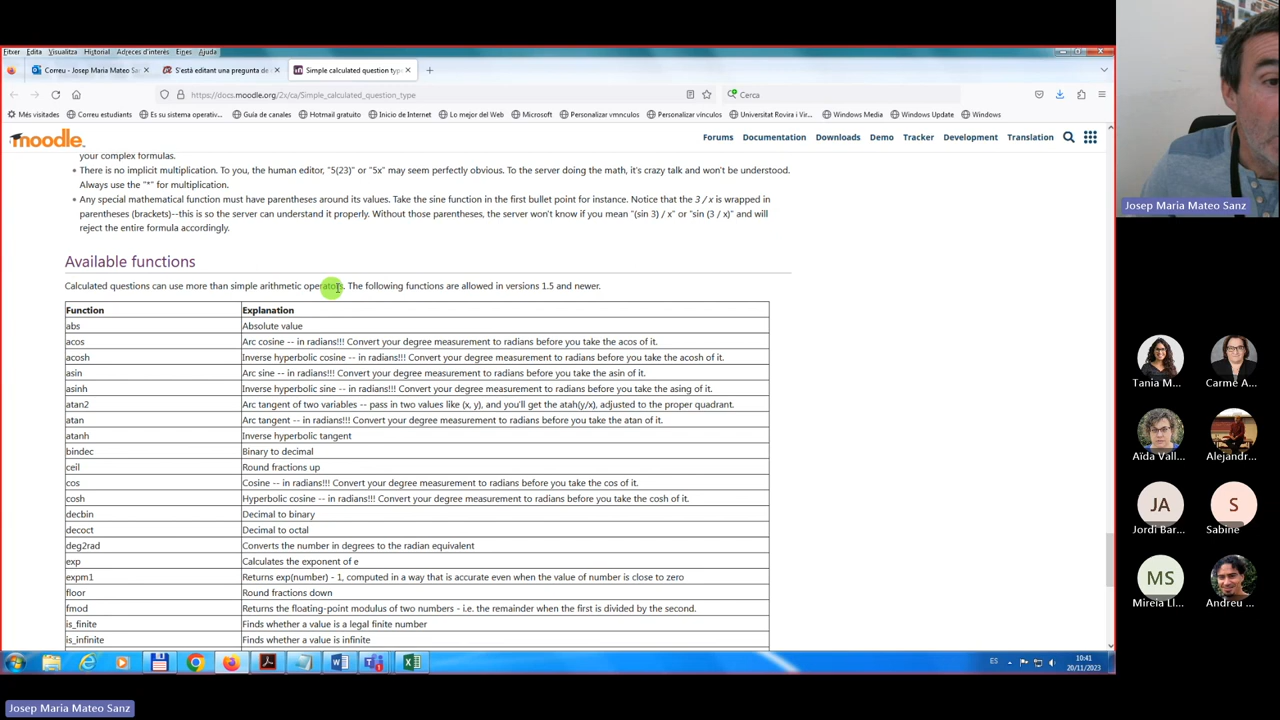 Fitxer Edita Visualitza Historial Adreces d'interès Eines Ajuda
Correu - Josep Maria Mateo San
S'està editant una pregunta de
Simple calculated question type
https://docs.moodle.org/2x/ca/Simple_calculated_question_type
Cerca
Més visitades
Correu estudiants
Es su sistema operativ...
Guía de canales
Hotmail gratuito
Inicio de Internet
Lo mejor del Web
Microsoft
Personalizar vmnculos
Personalizar vínculos
Universitat Rovira i Vir...
Windows Media
Windows Update
Windows
moodle
Forums Documentation Downloads Demo Tracker Development Translation
your complex formulas.
There is no implicit multiplication. To you, the human editor, "5(23)" or "5x" may seem perfectly obvious. To the server doing the math, it's crazy talk and won't be understood.
Always use the "*" for multiplication.
Any special mathematical function must have parentheses around its values. Take the sine function in the first bullet point for instance. Notice that the 3 / x is wrapped in
parentheses (brackets)--this is so the server can understand it properly. Without those parentheses, the server won't know if you mean "(sin 3) / x" or "sin (3 / x)" and will
reject the entire formula accordingly.
Available functions
Calculated questions can use more than simple arithmetic operators. The following functions are allowed in versions 1.5 and newer.
Function Explanation
abs Absolute value
acos Arc cosine -- in radians!!! Convert your degree measurement to radians before you take the acos of it.
acosh Inverse hyperbolic cosine -- in radians!!! Convert your degree measurement to radians before you take the acosh of it.
asin Arc sine -- in radians!!! Convert your degree measurement to radians before you take the asin of it.
asinh Inverse hyperbolic sine -- in radians!!! Convert your degree measurement to radians before you take the asing of it.
atan2 Arc tangent of two variables -- pass in two values like (x, y), and you'll get the atah(y/x), adjusted to the proper quadrant.
atan Arc tangent -- in radians!!! Convert your degree measurement to radians before you take the atan of it.
atanh Inverse hyperbolic tangent
bindec Binary to decimal
ceil Round fractions up
cos Cosine -- in radians!!! Convert your degree measurement to radians before you take the cos of it.
cosh Hyperbolic cosine -- in radians!!! Convert your degree measurement to radians before you take the cosh of it.
decbin Decimal to binary
decoct Decimal to octal
deg2rad Converts the number in degrees to the radian equivalent
exp Calculates the exponent of e
expm1 Returns exp(number) - 1, computed in a way that is accurate even when the value of number is close to zero
floor Round fractions down
fmod Returns the floating-point modulus of two numbers - i.e. the remainder when the first is divided by the second.
is_finite Finds whether a value is a legal finite number
is_infinite Finds whether a value is infinite
ES
10:41
20/11/2023
Josep Maria Mateo Sanz
Tania M...
Carme A...
Aïda Vall...
Alejandr...
JA
Jordi Bar...
S
Sabine
MS
Mireia Ll...
Andreu ...
Josep Maria Mateo Sanz